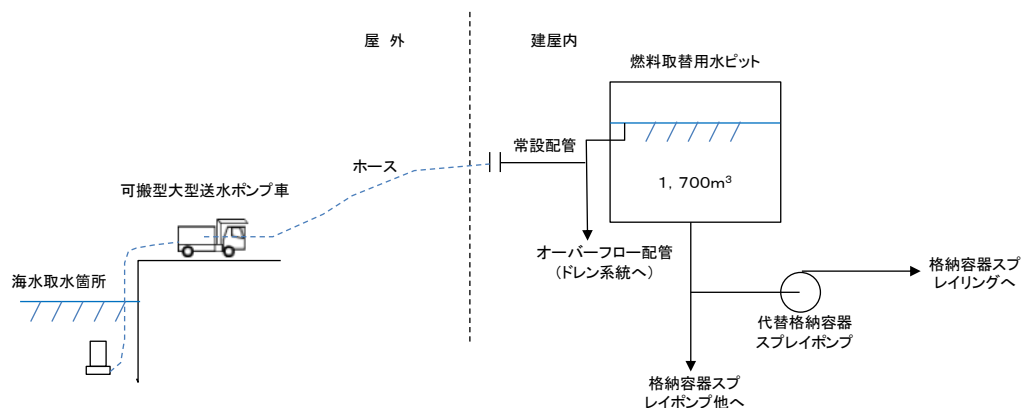 屋 外
建屋内
燃料取替用水ピット
常設配管
ホース
1,700m³
可搬型大型送水ポンプ車
オーバーフロー配管
(ドレン系統へ)
海水取水箇所
格納容器スプ
レイリングへ
代替格納容器
スプレイポンプ
格納容器スプ
レイポンプ他へ